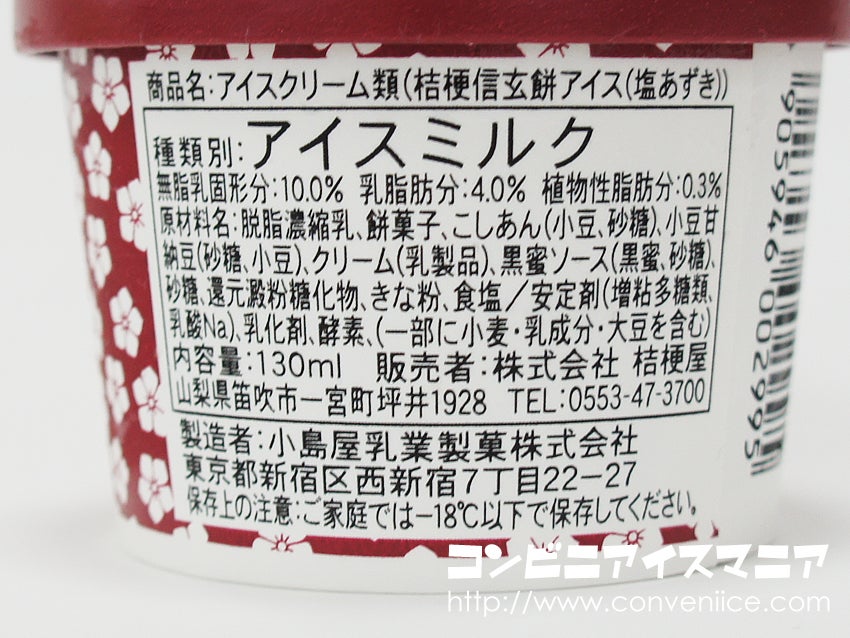 商品名:アイスクリーム類(桔梗信玄餅アイス(塩あずき))
種類別:アイスミルク
無脂乳固形分:10.0% 乳脂肪分:4.0% 植物性脂肪分:0.3%
原材料名:脱脂濃縮乳、餅菓子、こしあん(小豆、砂糖)、小豆甘
納豆(砂糖、小豆)、クリーム(乳製品)、黒蜜ソース(黒蜜、砂糖)、
砂糖、還元澱粉糖化物、きな粉、食塩/安定剤(増粘多糖類、
乳酸Na)、乳化剤、酵素、(一部に小麦・乳成分・大豆を含む)
内容量:130ml 販売者:株式会社 桔梗屋
山梨県笛吹市一宮町坪井1928 TEL:0553-47-3700
製造者:小島屋乳業製菓株式会社
東京都新宿区西新宿7丁目22-27
保存上の注意:ご家庭では-18℃以下で保存してください。
905946002995
コンビニアイスマニア
http://www.conveniice.com/